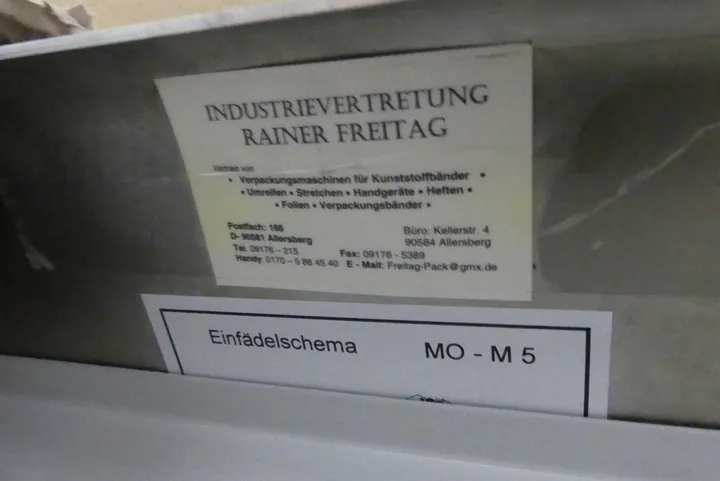 INDUSTRIEVERTRETUNG
RAINER FREITAG
Vertrieb von
• Verpackungsmaschinen für Kunststoffbänder •
• Umreifen • Stretchen • Handgeräte • Heften •
• Folien • Verpackungsbänder •
Postfach: 166
D- 90581 Allersberg
Büro: Kellerstr. 4
90584 Allersberg
Tel: 09176 – 215
Fax: 09176 - 5389
Handy: 0170 – 5 86 45 40 E - Mail: Freitag-Pack@gmx.de
Einfädelschema MO - M 5